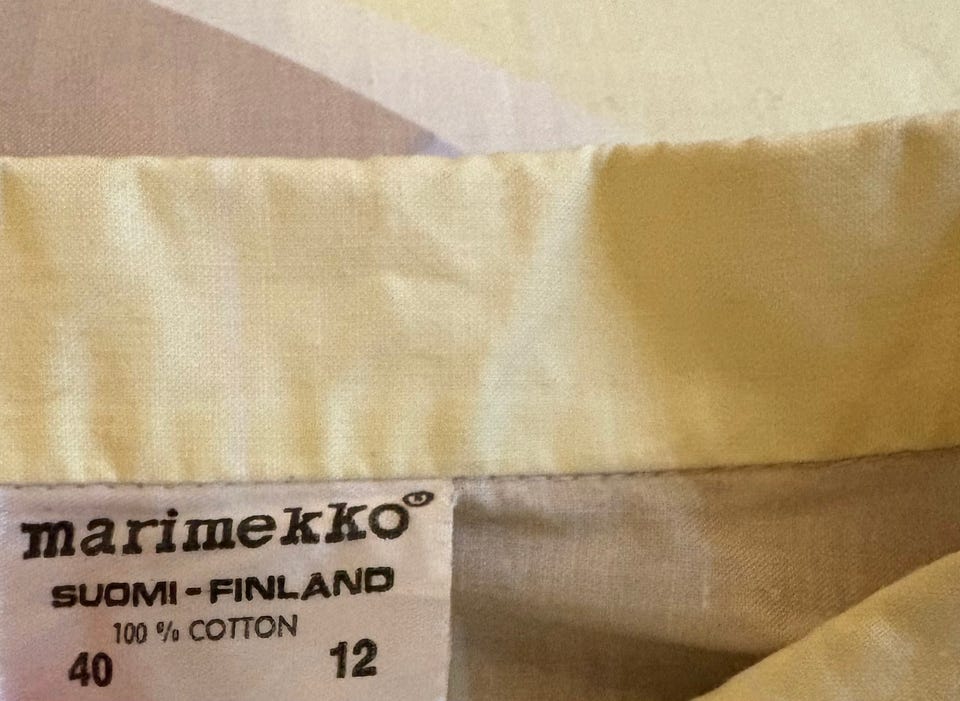 marimekko®
SUOMI-FINLAND
100 % COTTON
40 12